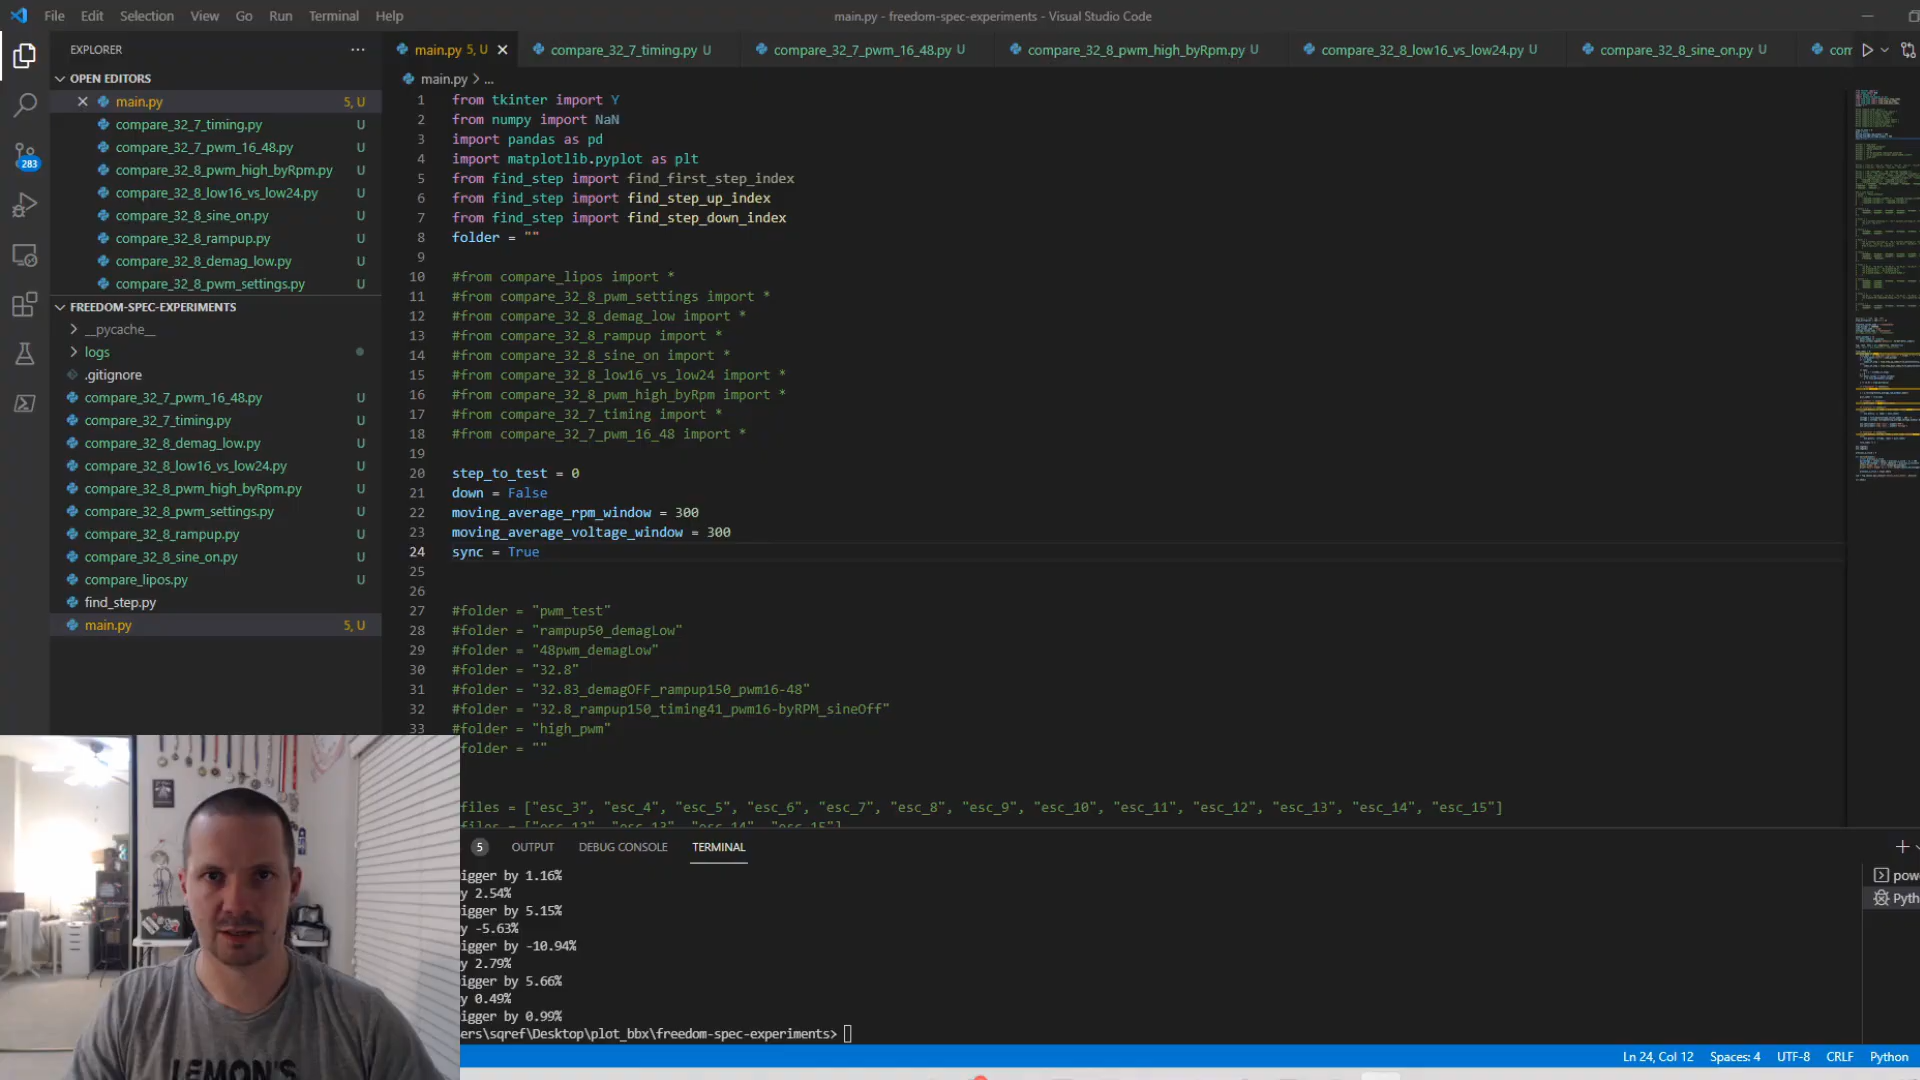 File Edit Selection View Go Run Terminal Help
main.py - freedom-spec-experiments - Visual Studio Code
EXPLORER
OPEN EDITORS
main.py 5, U
compare_32_7_timing.py U
compare_32_7_pwm_16_48.py U
compare_32_8_pwm_high_byRpm.py U
compare_32_8_low16_vs_low24.py U
compare_32_8_sine_on.py U
compare_32_8_rampup.py U
compare_32_8_demag_low.py U
compare_32_8_pwm_settings.py U
FREEDOM-SPEC-EXPERIMENTS
__pycache__
logs
.gitignore
compare_32_7_pwm_16_48.py U
compare_32_7_timing.py U
compare_32_8_demag_low.py U
compare_32_8_low16_vs_low24.py U
compare_32_8_pwm_high_byRpm.py U
compare_32_8_pwm_settings.py U
compare_32_8_rampup.py U
compare_32_8_sine_on.py U
compare_lipos.py U
find_step.py
main.py 5, U
283
main.py 5, U compare_32_7_timing.py U compare_32_7_pwm_16_48.py U compare_32_8_pwm_high_byRpm.py U compare_32_8_low16_vs_low24.py U compare_32_8_sine_on.py U com
main.py > ...
1 from tkinter import Y
2 from numpy import NaN
3 import pandas as pd
4 import matplotlib.pyplot as plt
5 from find_step import find_first_step_index
6 from find_step import find_step_up_index
7 from find_step import find_step_down_index
8 folder = ""
9
10 #from compare_lipos import *
11 #from compare_32_8_pwm_settings import *
12 #from compare_32_8_demag_low import *
13 #from compare_32_8_rampup import *
14 #from compare_32_8_sine_on import *
15 #from compare_32_8_low16_vs_low24 import *
16 #from compare_32_8_pwm_high_byRpm import *
17 #from compare_32_7_timing import *
18 #from compare_32_7_pwm_16_48 import *
19
20 step_to_test = 0
21 down = False
22 moving_average_rpm_window = 300
23 moving_average_voltage_window = 300
24 sync = True
25
26
27 #folder = "pwm_test"
28 #folder = "rampup50_demagLow"
29 #folder = "48pwm_demagLow"
30 #folder = "32.8"
31 #folder = "32.83_demagOFF_rampup150_pwm16-48"
32 #folder = "32.8_rampup150_timing41_pwm16-byRPM_sineOff"
33 #folder = "high_pwm"
folder = ""
files = ["esc_3", "esc_4", "esc_5", "esc_6", "esc_7", "esc_8", "esc_9", "esc_10", "esc_11", "esc_12", "esc_13", "esc_14", "esc_15"]
files = ["esc_12", "esc_13", "esc_14", "esc_15"]
5 OUTPUT DEBUG CONSOLE TERMINAL
igger by 1.16%
y 2.54%
igger by 5.15%
y -5.63%
igger by -10.94%
y 2.79%
igger by 5.66%
y 0.49%
igger by 0.99%
ers\sqref\Desktop\plot_bbx\freedom-spec-experiments>
pow
Pyth
LEMON'S
Ln 24, Col 12 Spaces: 4 UTF-8 CRLF Python